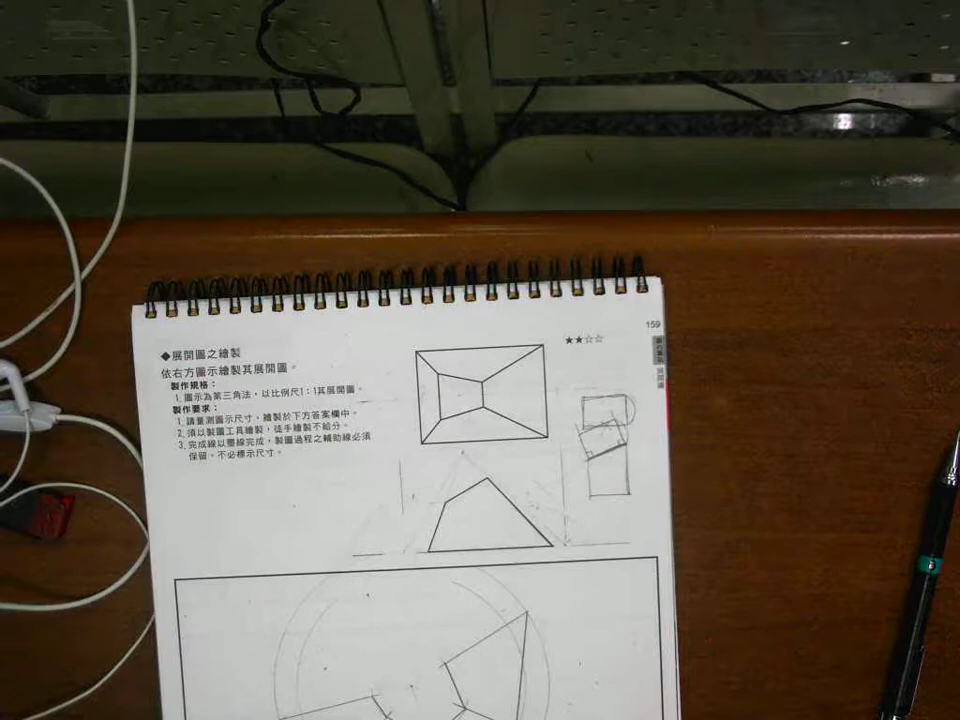 159
★★☆☆
◆展開圖之繪製
依右方圖示繪製其展開圖。
製作規格：
1.圖示為第三角法，以比例尺1：1其展開圖。
製作要求：
1.請量測圖示尺寸，繪製於下方答案欄中。
2.須以製圖工具繪製，徒手繪製不給分。
3.完成線以墨線完成，製圖過程之輔助線必須
保留，不必標示尺寸。